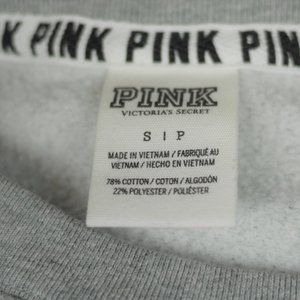 K PINK PINK PIN
PINK
VICTORIA'S SECRET
S | P
MADE IN VIETNAM / FABRIQUÉ AU
VIETNAM / HECHO EN VIETNAM
78% COTTON / COTON / ALGODÓN
22% POLYESTER / POLIÉSTER